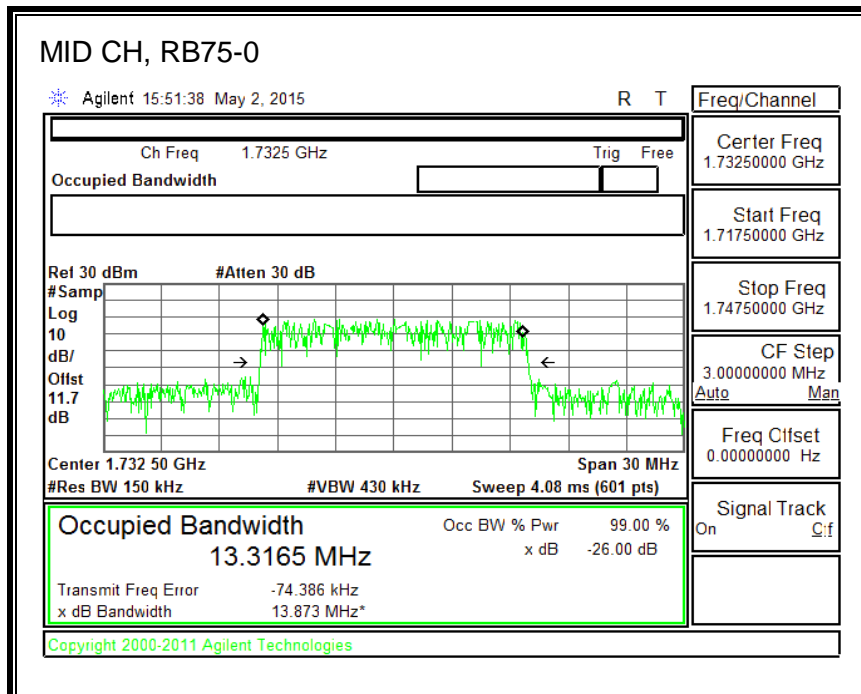 MID CH, RB75-0
Agilent 15:51:38 May 2, 2015 R T
Freq/Channel
Ch Freq 1.7325 GHz Trig Free
Occupied Bandwidth
Center Freq
1.73250000 GHz
Start Freq
1.71750000 GHz
Stop Freq
1.74750000 GHz
CF Step
3.00000000 MHz
Auto Man
Freq Offset
0.00000000 Hz
Signal Track
On Off
Ref 30 dBm #Atten 30 dB
#Samp
Log
10
dB/
Offst
11.7
dB
Center 1.732 50 GHz Span 30 MHz
#Res BW 150 kHz #VBW 430 kHz Sweep 4.08 ms (601 pts)
Occupied Bandwidth
13.3165 MHz
Occ BW % Pwr 99.00 %
x dB -26.00 dB
Transmit Freq Error -74.386 kHz
x dB Bandwidth 13.873 MHz*
Copyright 2000-2011 Agilent Technologies